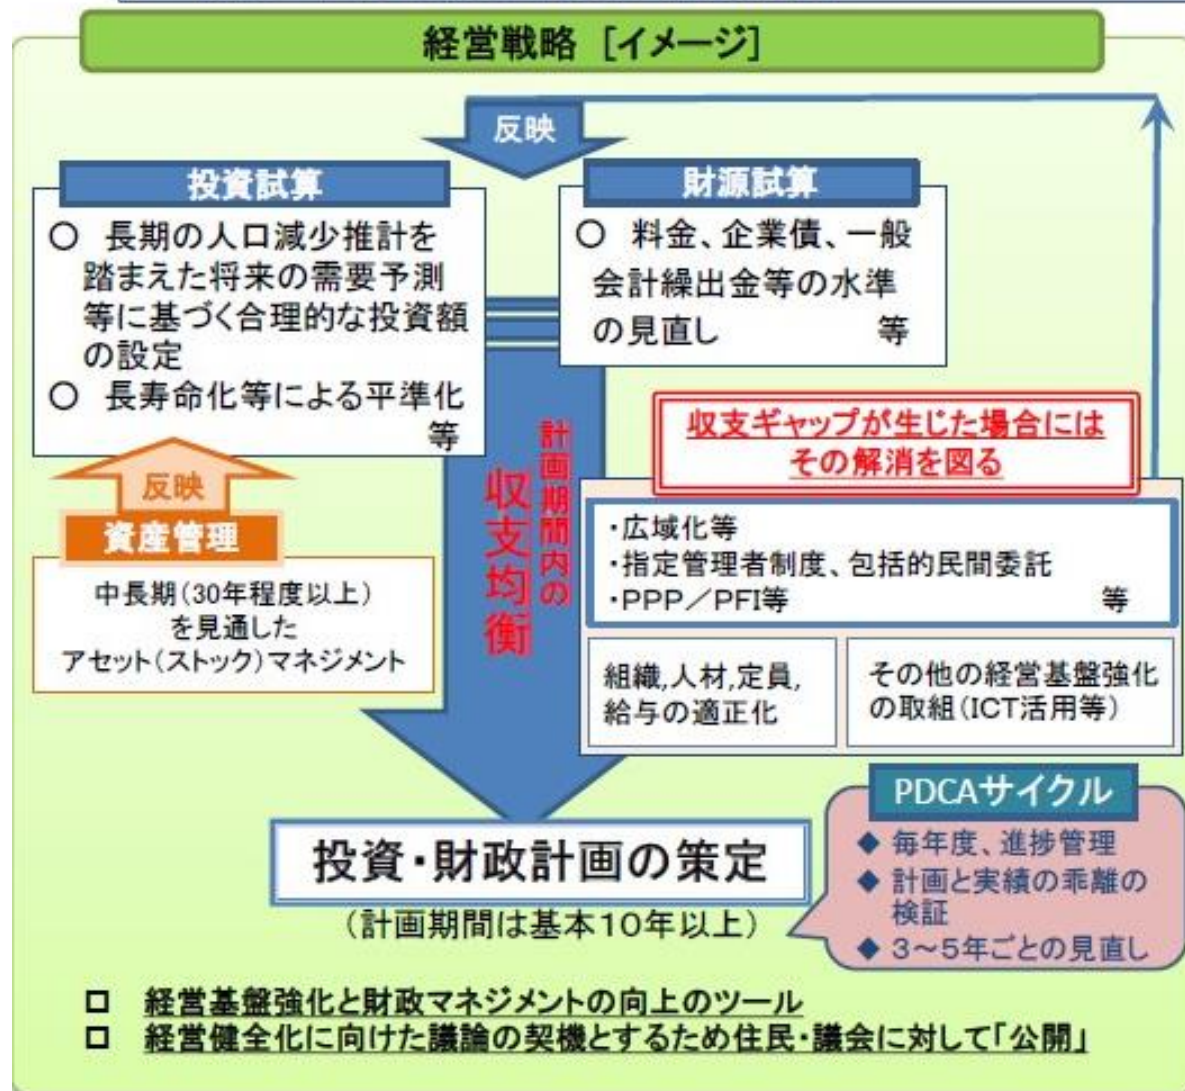 経営戦略 [イメージ]
反映
投資試算
○ 長期の人口減少推計を
踏まえた将来の需要予測
等に基づく合理的な投資額
の設定
○ 長寿命化等による平準化
等
財源試算
○ 料金、企業債、一般
会計繰出金等の水準
の見直し 等
反映
資産管理
中長期(30年程度以上)
を見通した
アセット(ストック)マネジメント
計画期間内の
収支均衡
収支ギャップが生じた場合には
その解消を図る
・広域化等
・指定管理者制度、包括的民間委託
・PPP/PFI等 等
組織,人材,定員,
給与の適正化
その他の経営基盤強化
の取組(ICT活用等)
投資・財政計画の策定
(計画期間は基本10年以上)
PDCAサイクル
◆ 毎年度、進捗管理
◆ 計画と実績の乖離の
検証
◆ 3~5年ごとの見直し
□ 経営基盤強化と財政マネジメントの向上のツール
□ 経営健全化に向けた議論の契機とするため住民・議会に対して「公開」